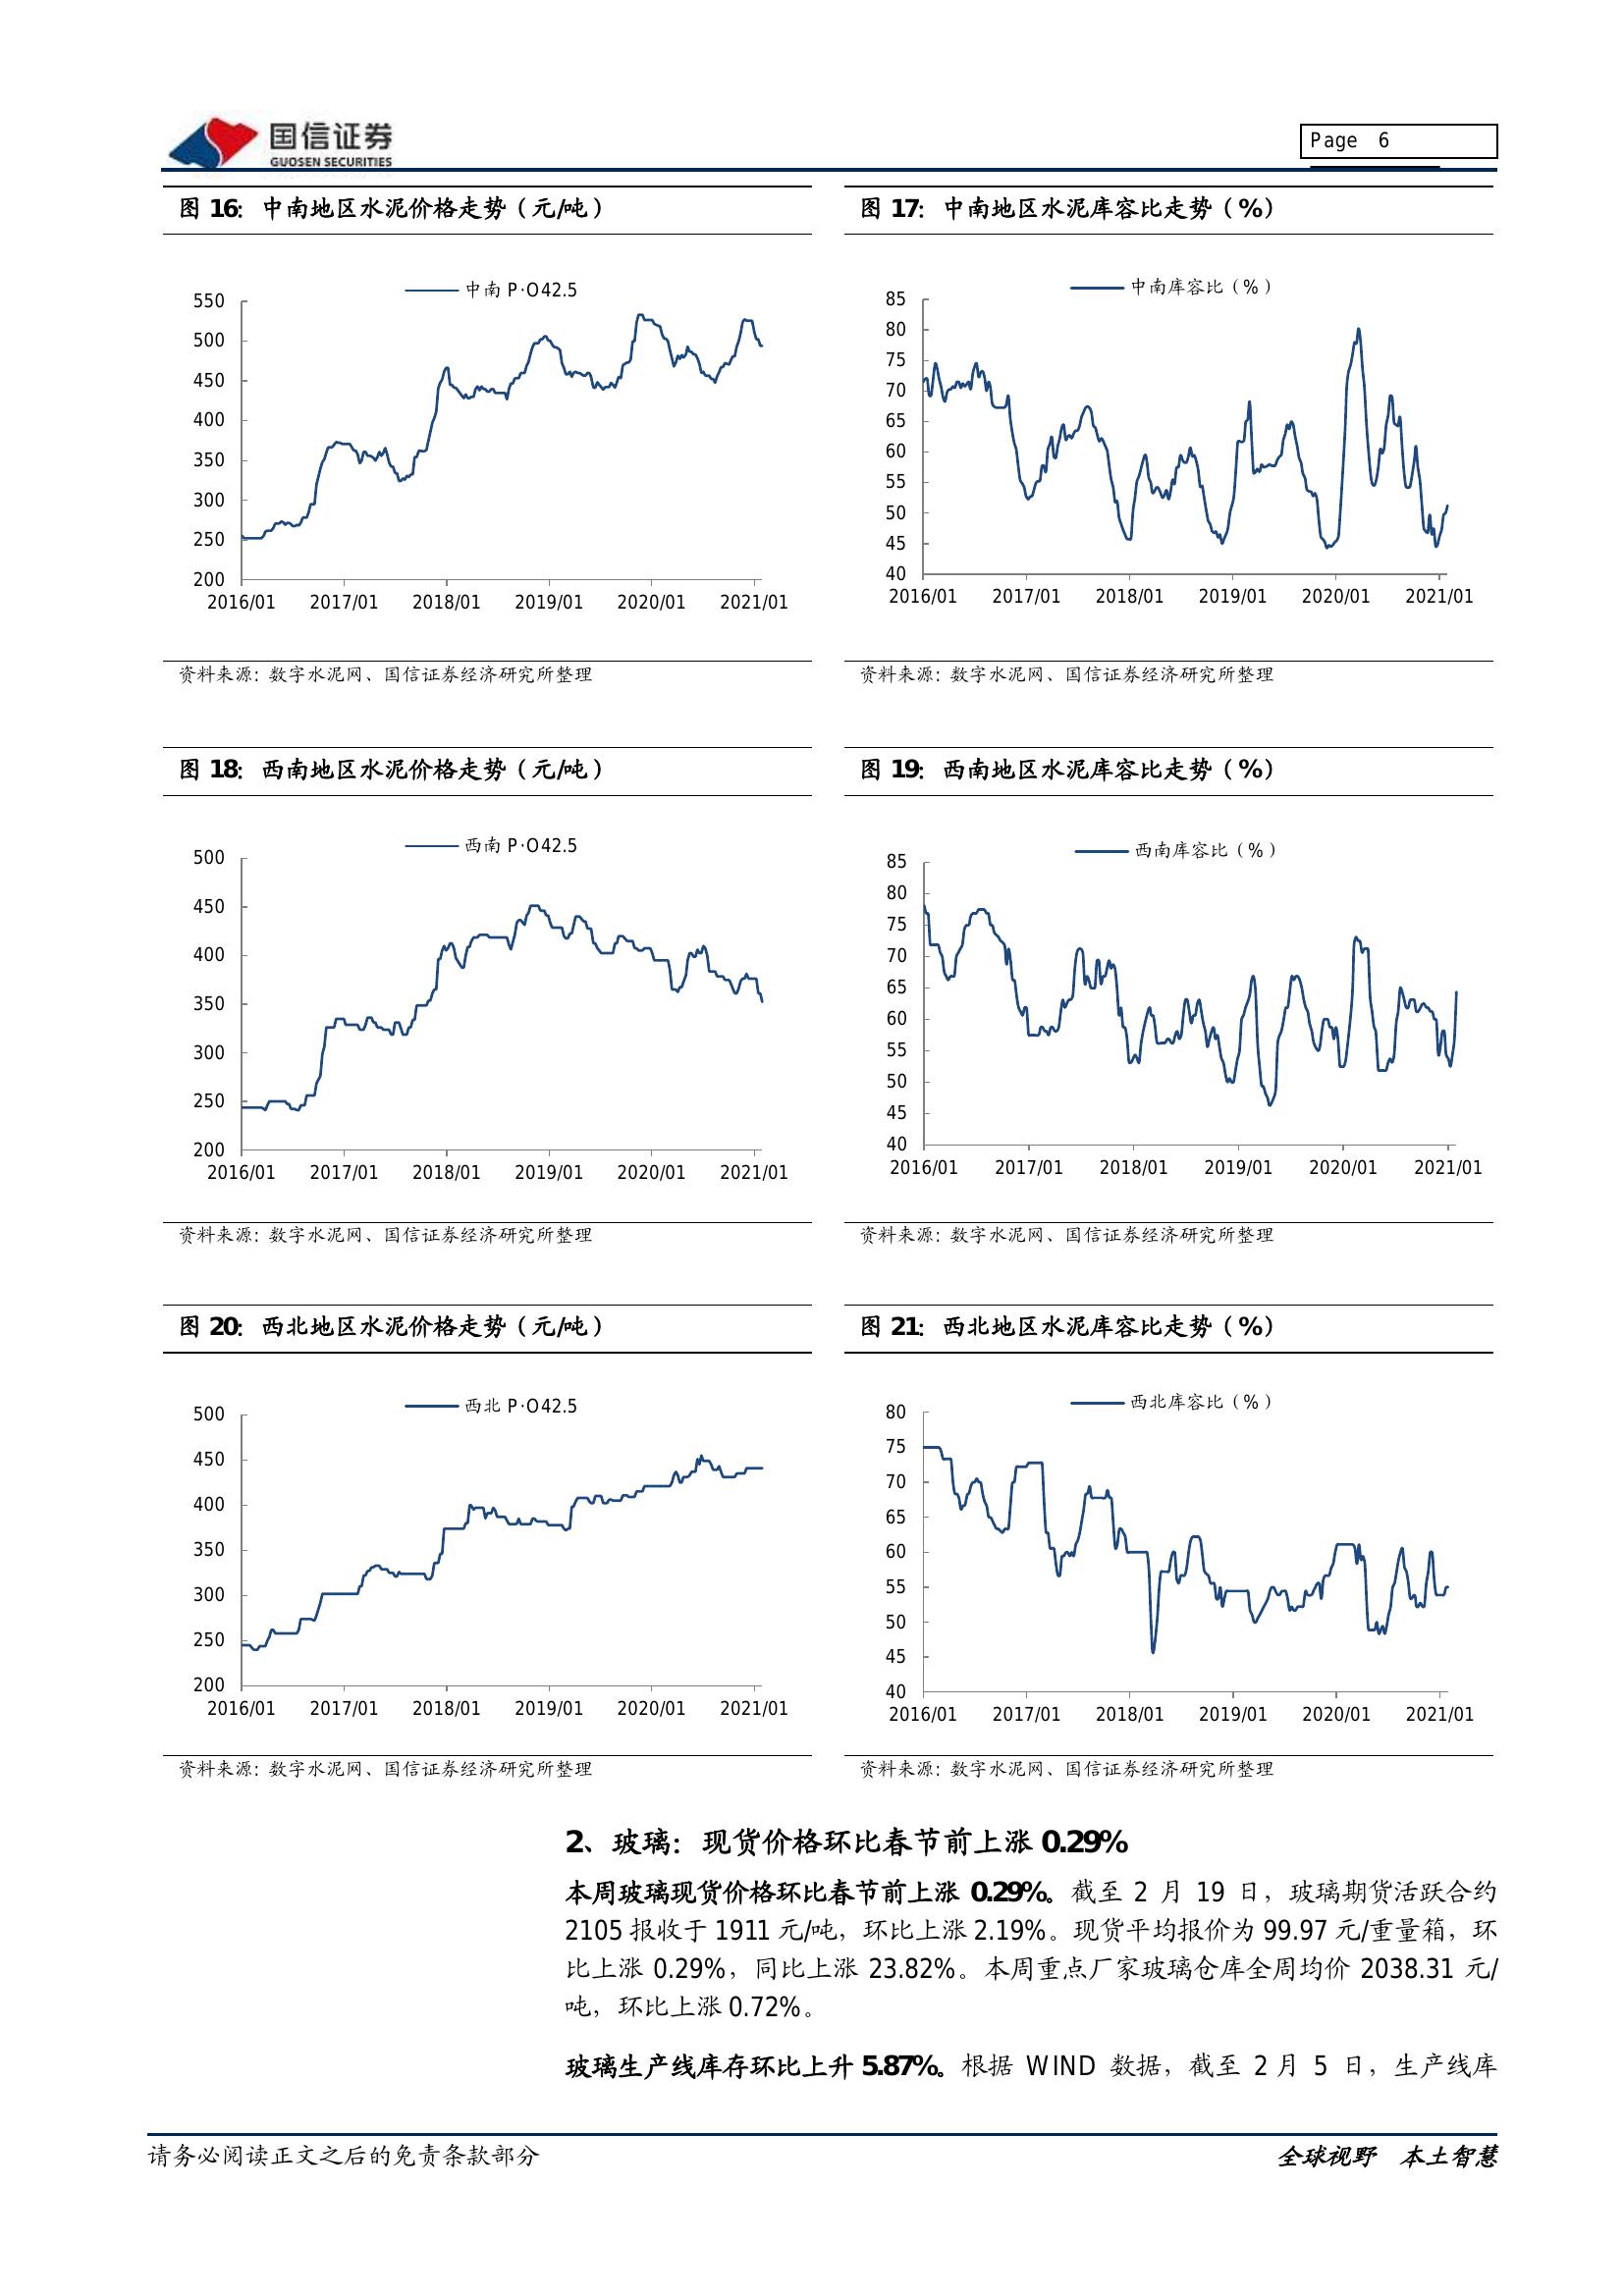 国信证券
GUOSEN SECURITIES
Page 6
图 16：中南地区水泥价格走势（元/吨）
中南 P·O42.5
550
500
450
400
350
300
250
200
2016/01 2017/01 2018/01 2019/01 2020/01 2021/01
资料来源：数字水泥网、国信证券经济研究所整理
图 17：中南地区水泥库容比走势（%）
中南库容比（%）
85
80
75
70
65
60
55
50
45
40
2016/01 2017/01 2018/01 2019/01 2020/01 2021/01
资料来源：数字水泥网、国信证券经济研究所整理
图 18：西南地区水泥价格走势（元/吨）
西南 P·O42.5
500
450
400
350
300
250
200
2016/01 2017/01 2018/01 2019/01 2020/01 2021/01
资料来源：数字水泥网、国信证券经济研究所整理
图 19：西南地区水泥库容比走势（%）
西南库容比（%）
85
80
75
70
65
60
55
50
45
40
2016/01 2017/01 2018/01 2019/01 2020/01 2021/01
资料来源：数字水泥网、国信证券经济研究所整理
图 20：西北地区水泥价格走势（元/吨）
西北 P·O42.5
500
450
400
350
300
250
200
2016/01 2017/01 2018/01 2019/01 2020/01 2021/01
资料来源：数字水泥网、国信证券经济研究所整理
图 21：西北地区水泥库容比走势（%）
西北库容比（%）
80
75
70
65
60
55
50
45
40
2016/01 2017/01 2018/01 2019/01 2020/01 2021/01
资料来源：数字水泥网、国信证券经济研究所整理
2、玻璃：现货价格环比春节前上涨 0.29%
本周玻璃现货价格环比春节前上涨 0.29%。截至 2 月 19 日，玻璃期货活跃合约
2105 报收于 1911 元/吨，环比上涨 2.19%。现货平均报价为 99.97 元/重量箱，环
比上涨 0.29%，同比上涨 23.82%。本周重点厂家玻璃仓库全周均价 2038.31 元/
吨，环比上涨 0.72%。
玻璃生产线库存环比上升 5.87%。根据 WIND 数据，截至 2 月 5 日，生产线库
请务必阅读正文之后的免责条款部分
全球视野 本土智慧